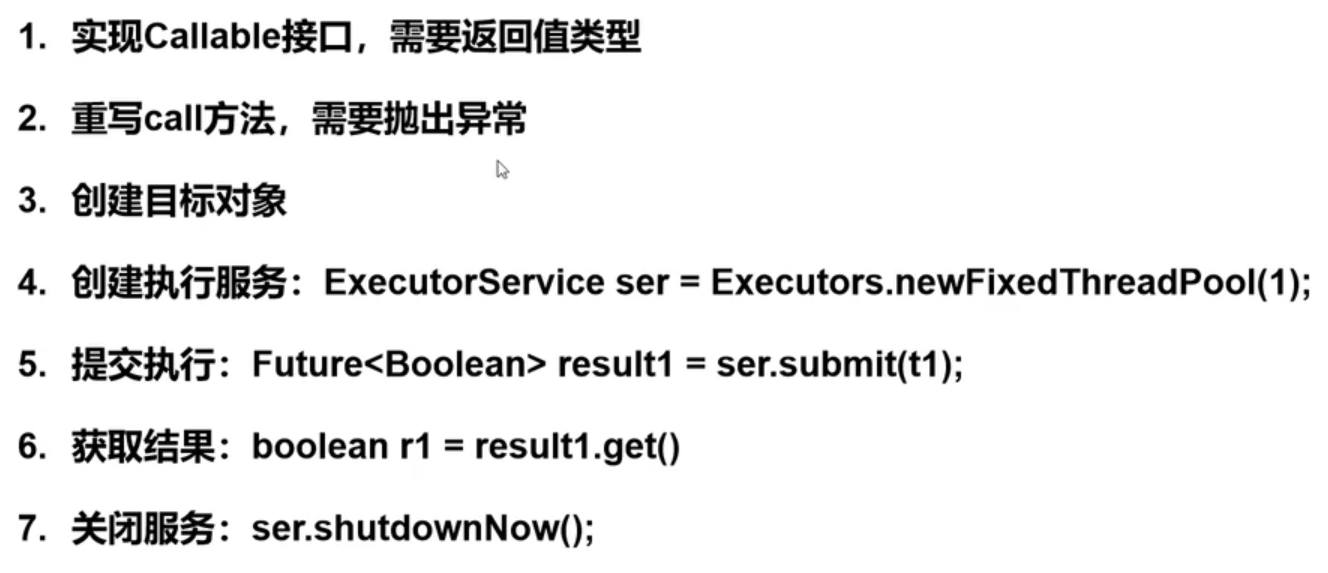 1. 实现Callable接口，需要返回值类型
2. 重写call方法，需要抛出异常
3. 创建目标对象
4. 创建执行服务：ExecutorService ser = Executors.newFixedThreadPool(1);
5. 提交执行：Future<Boolean> result1 = ser.submit(t1);
6. 获取结果：boolean r1 = result1.get()
7. 关闭服务：ser.shutdownNow();